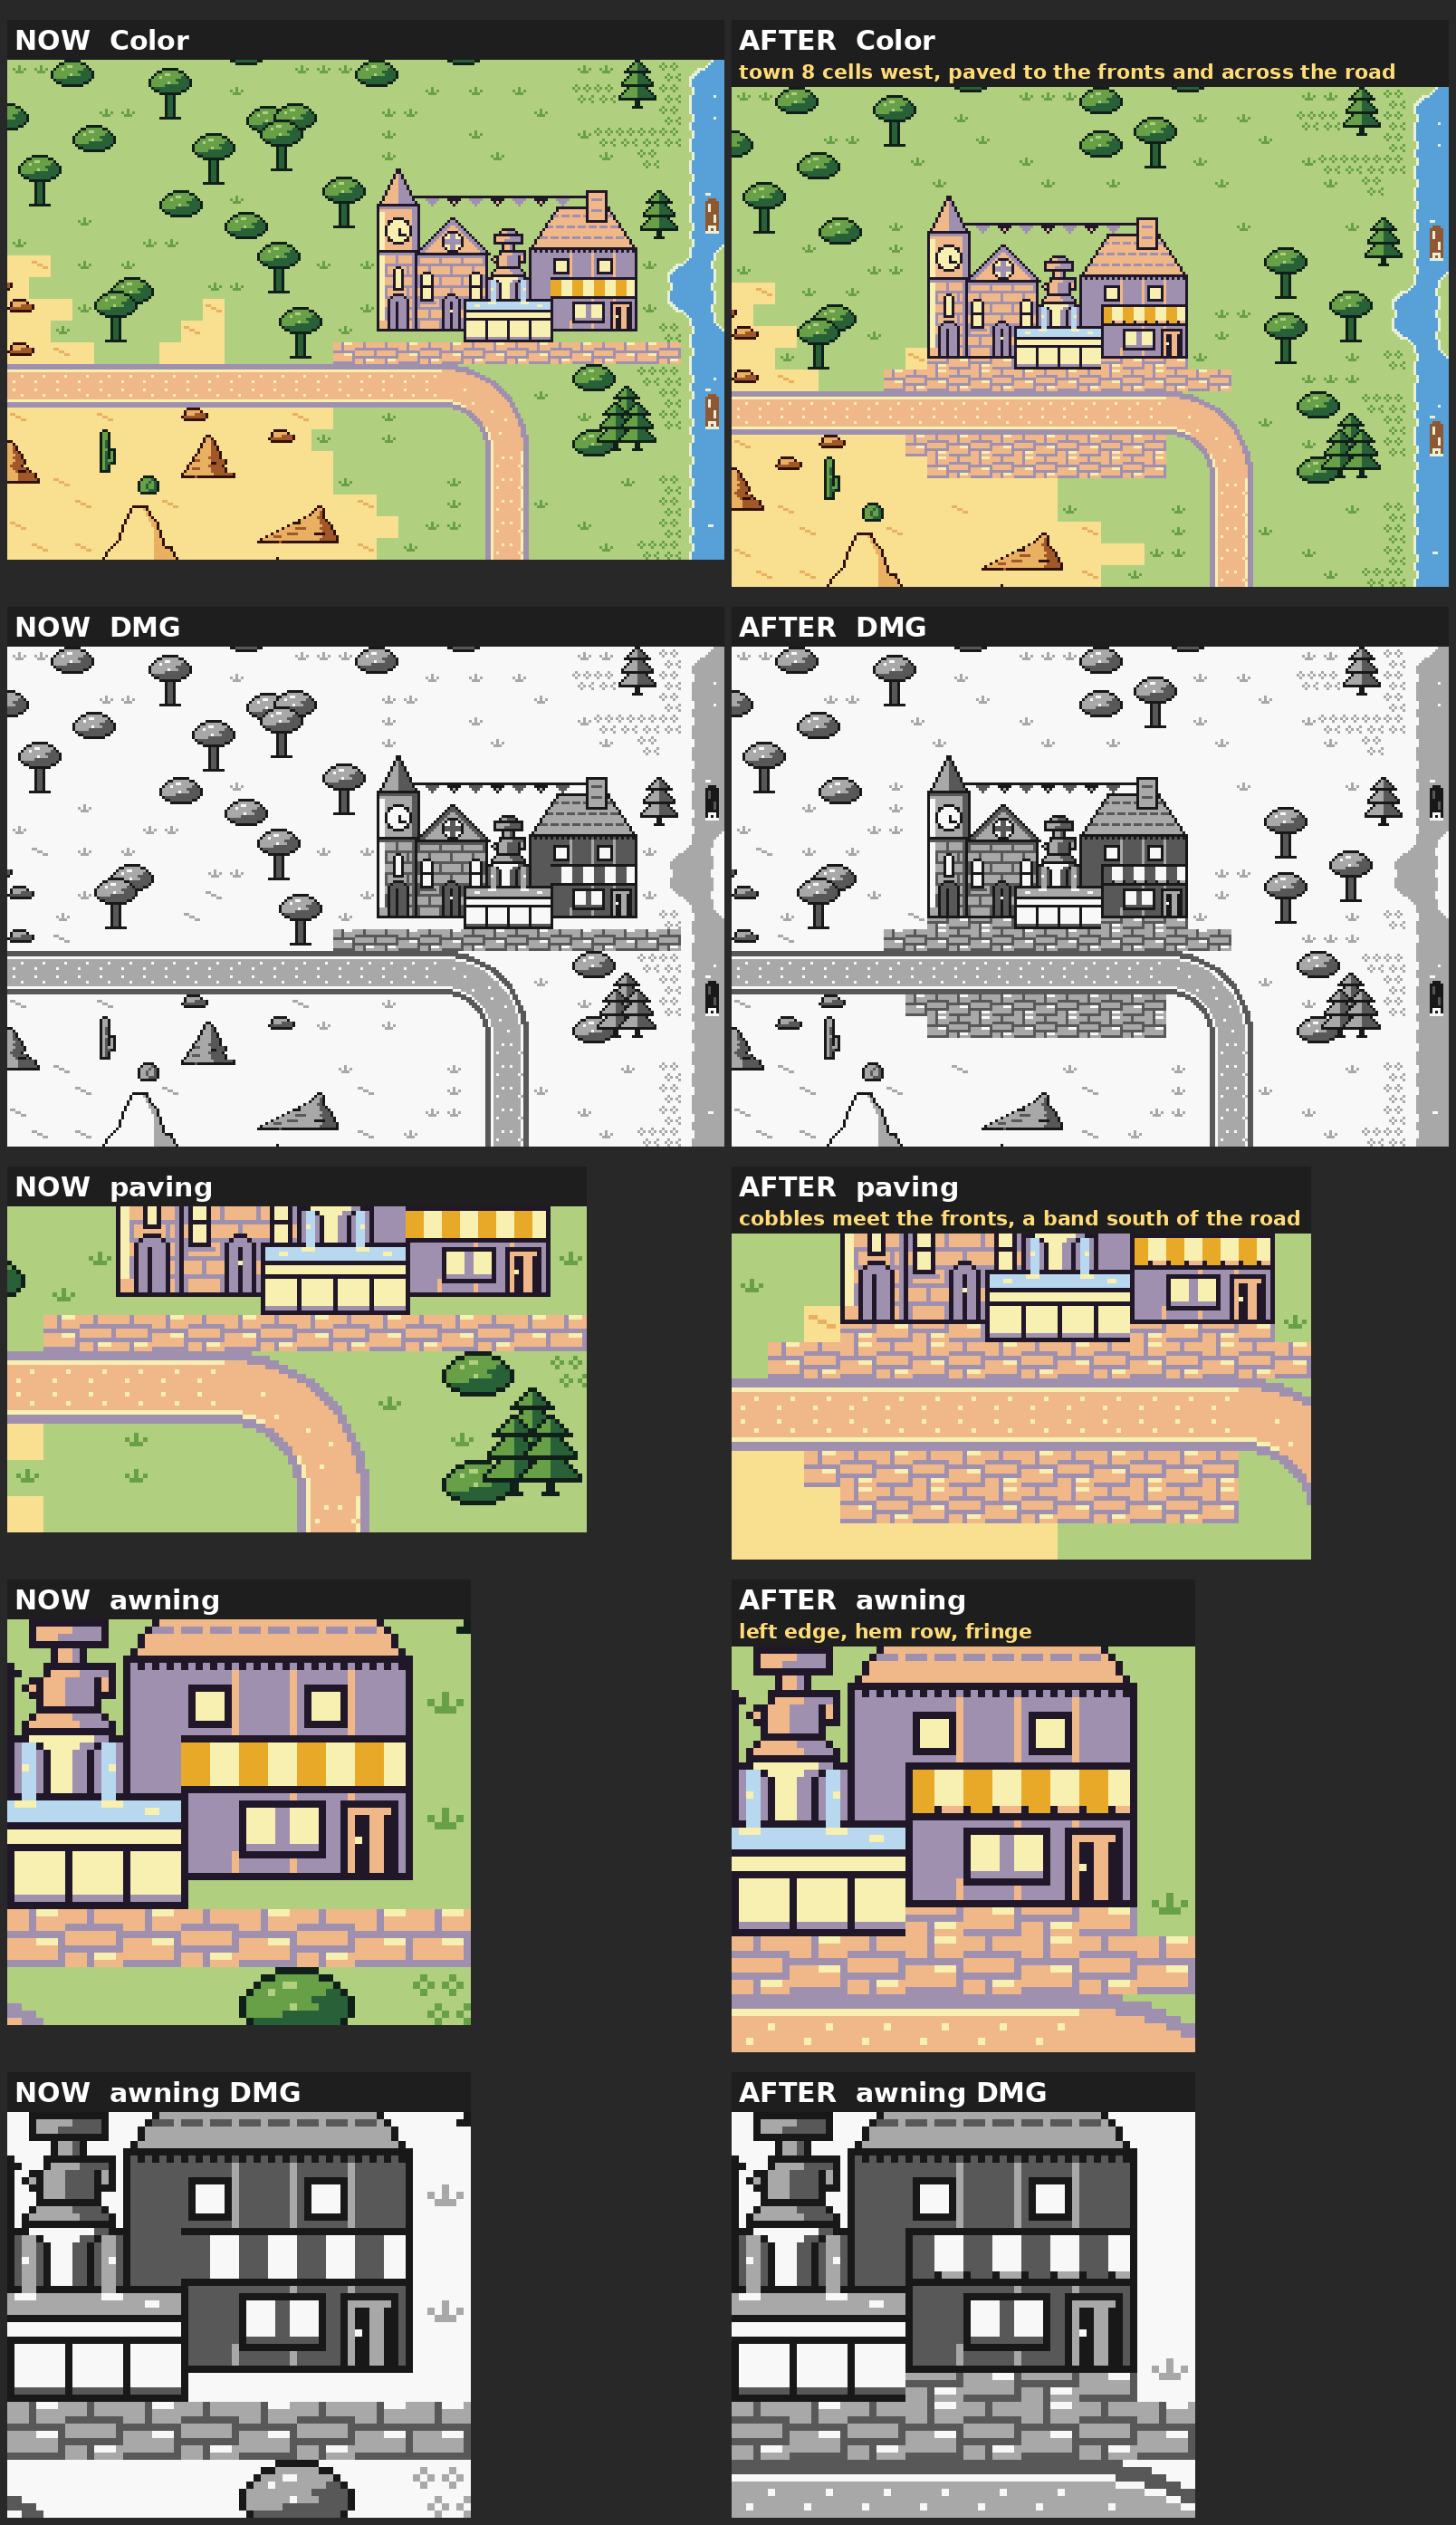 NOW Color
AFTER Color
town 8 cells west, paved to the fronts and across the road
NOW DMG
AFTER DMG
NOW paving
AFTER paving
cobbles meet the fronts, a band south of the road
NOW awning
AFTER awning
left edge, hem row, fringe
NOW awning DMG
AFTER awning DMG